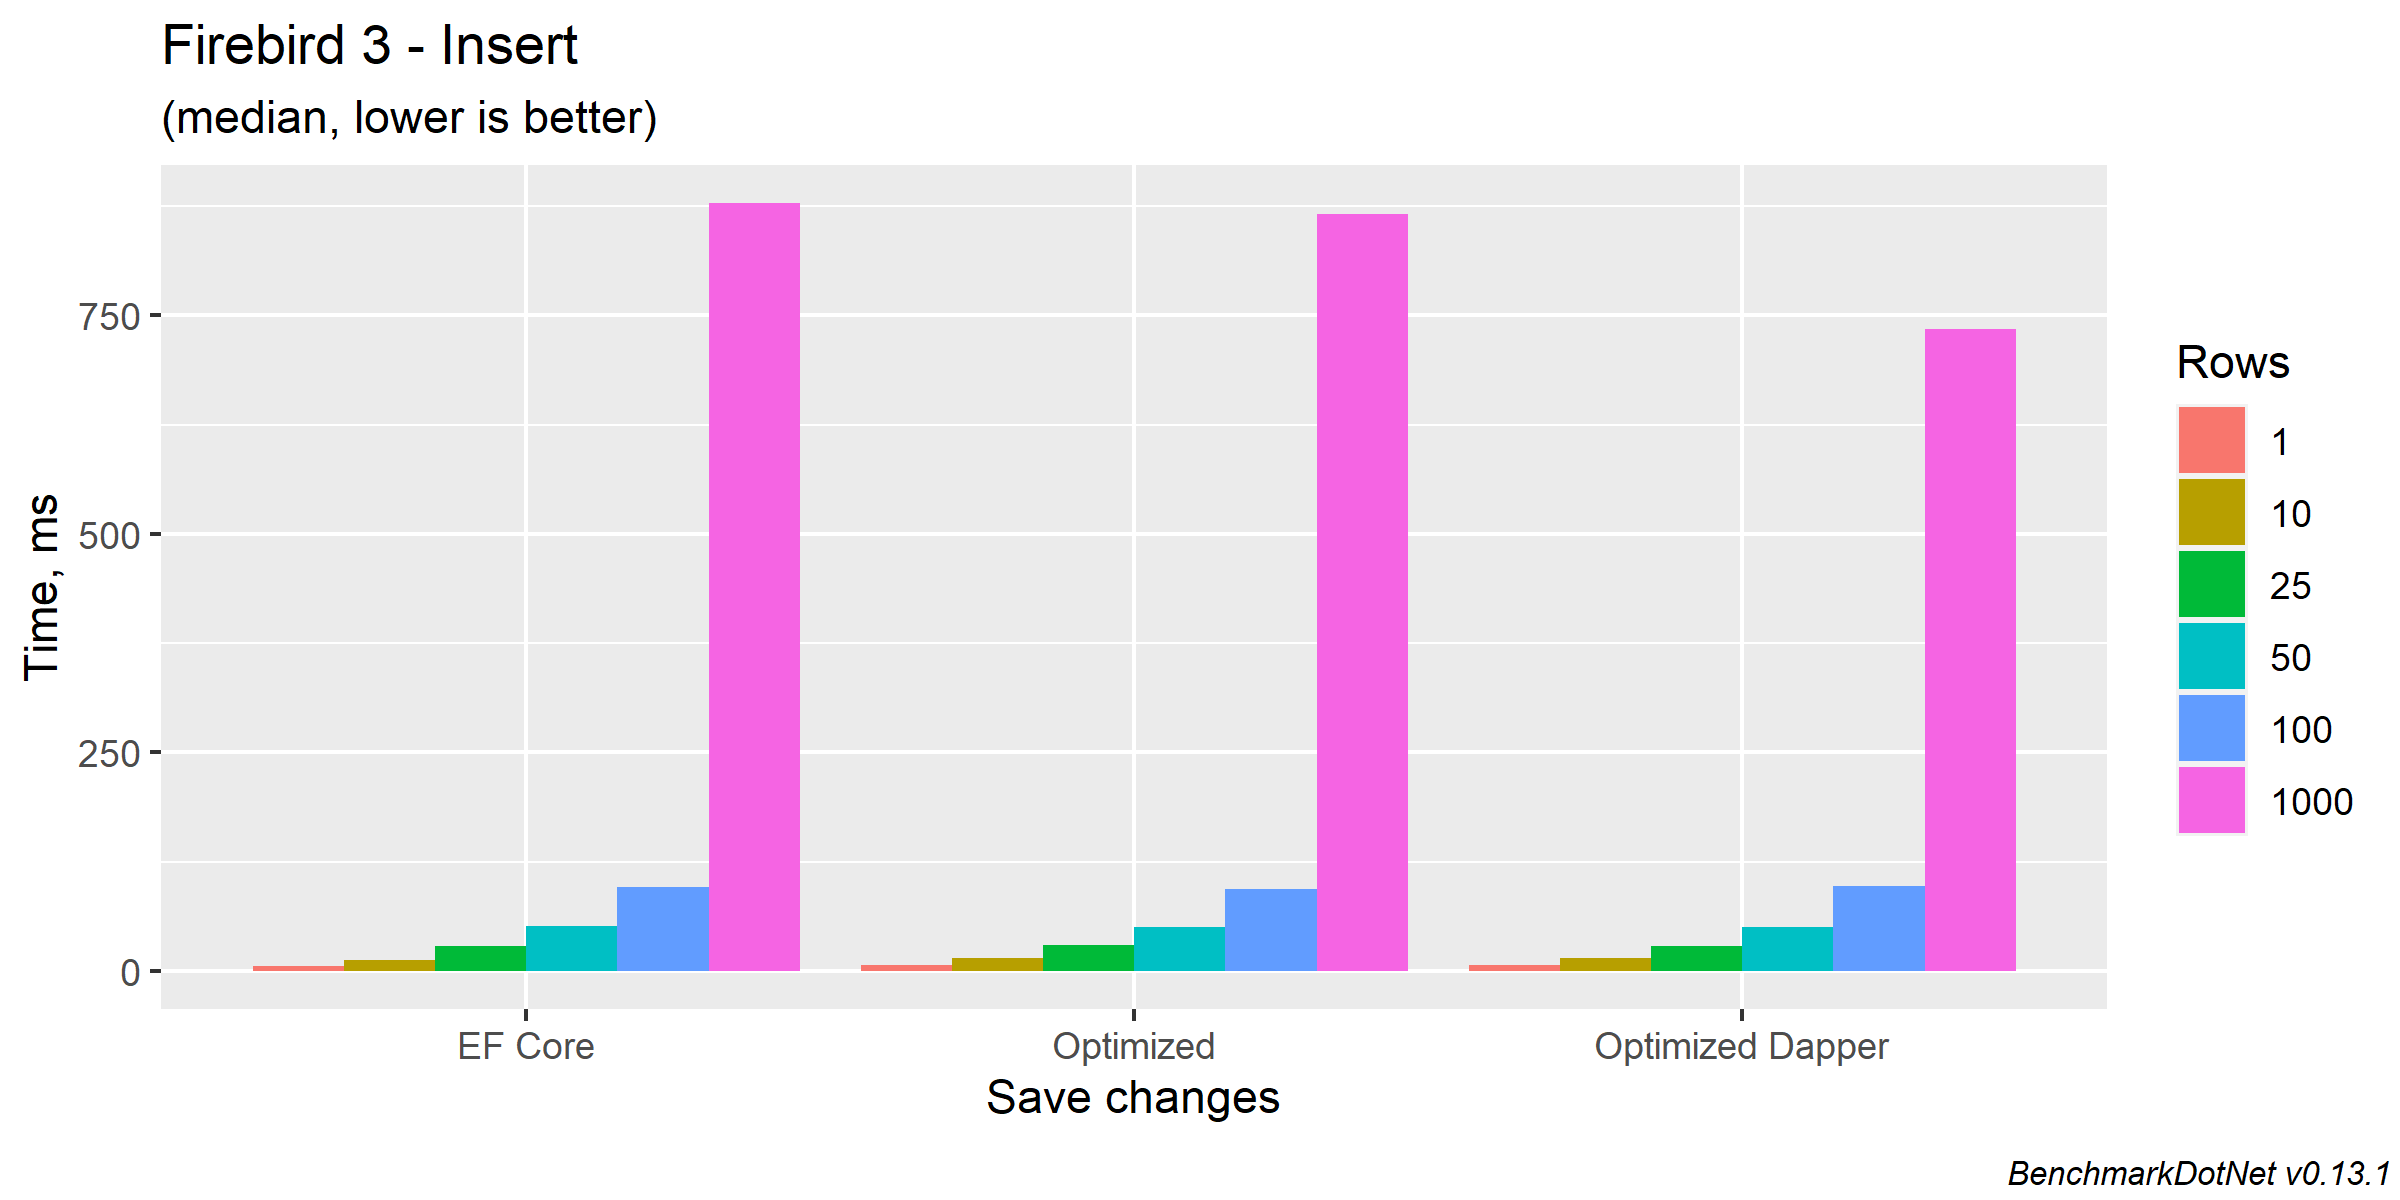 Firebird 3 - Insert
(median, lower is better)
Time, ms
750
500
250
0
EF Core
Optimized
Optimized Dapper
Save changes
Rows
1
10
25
50
100
1000
BenchmarkDotNet v0.13.1